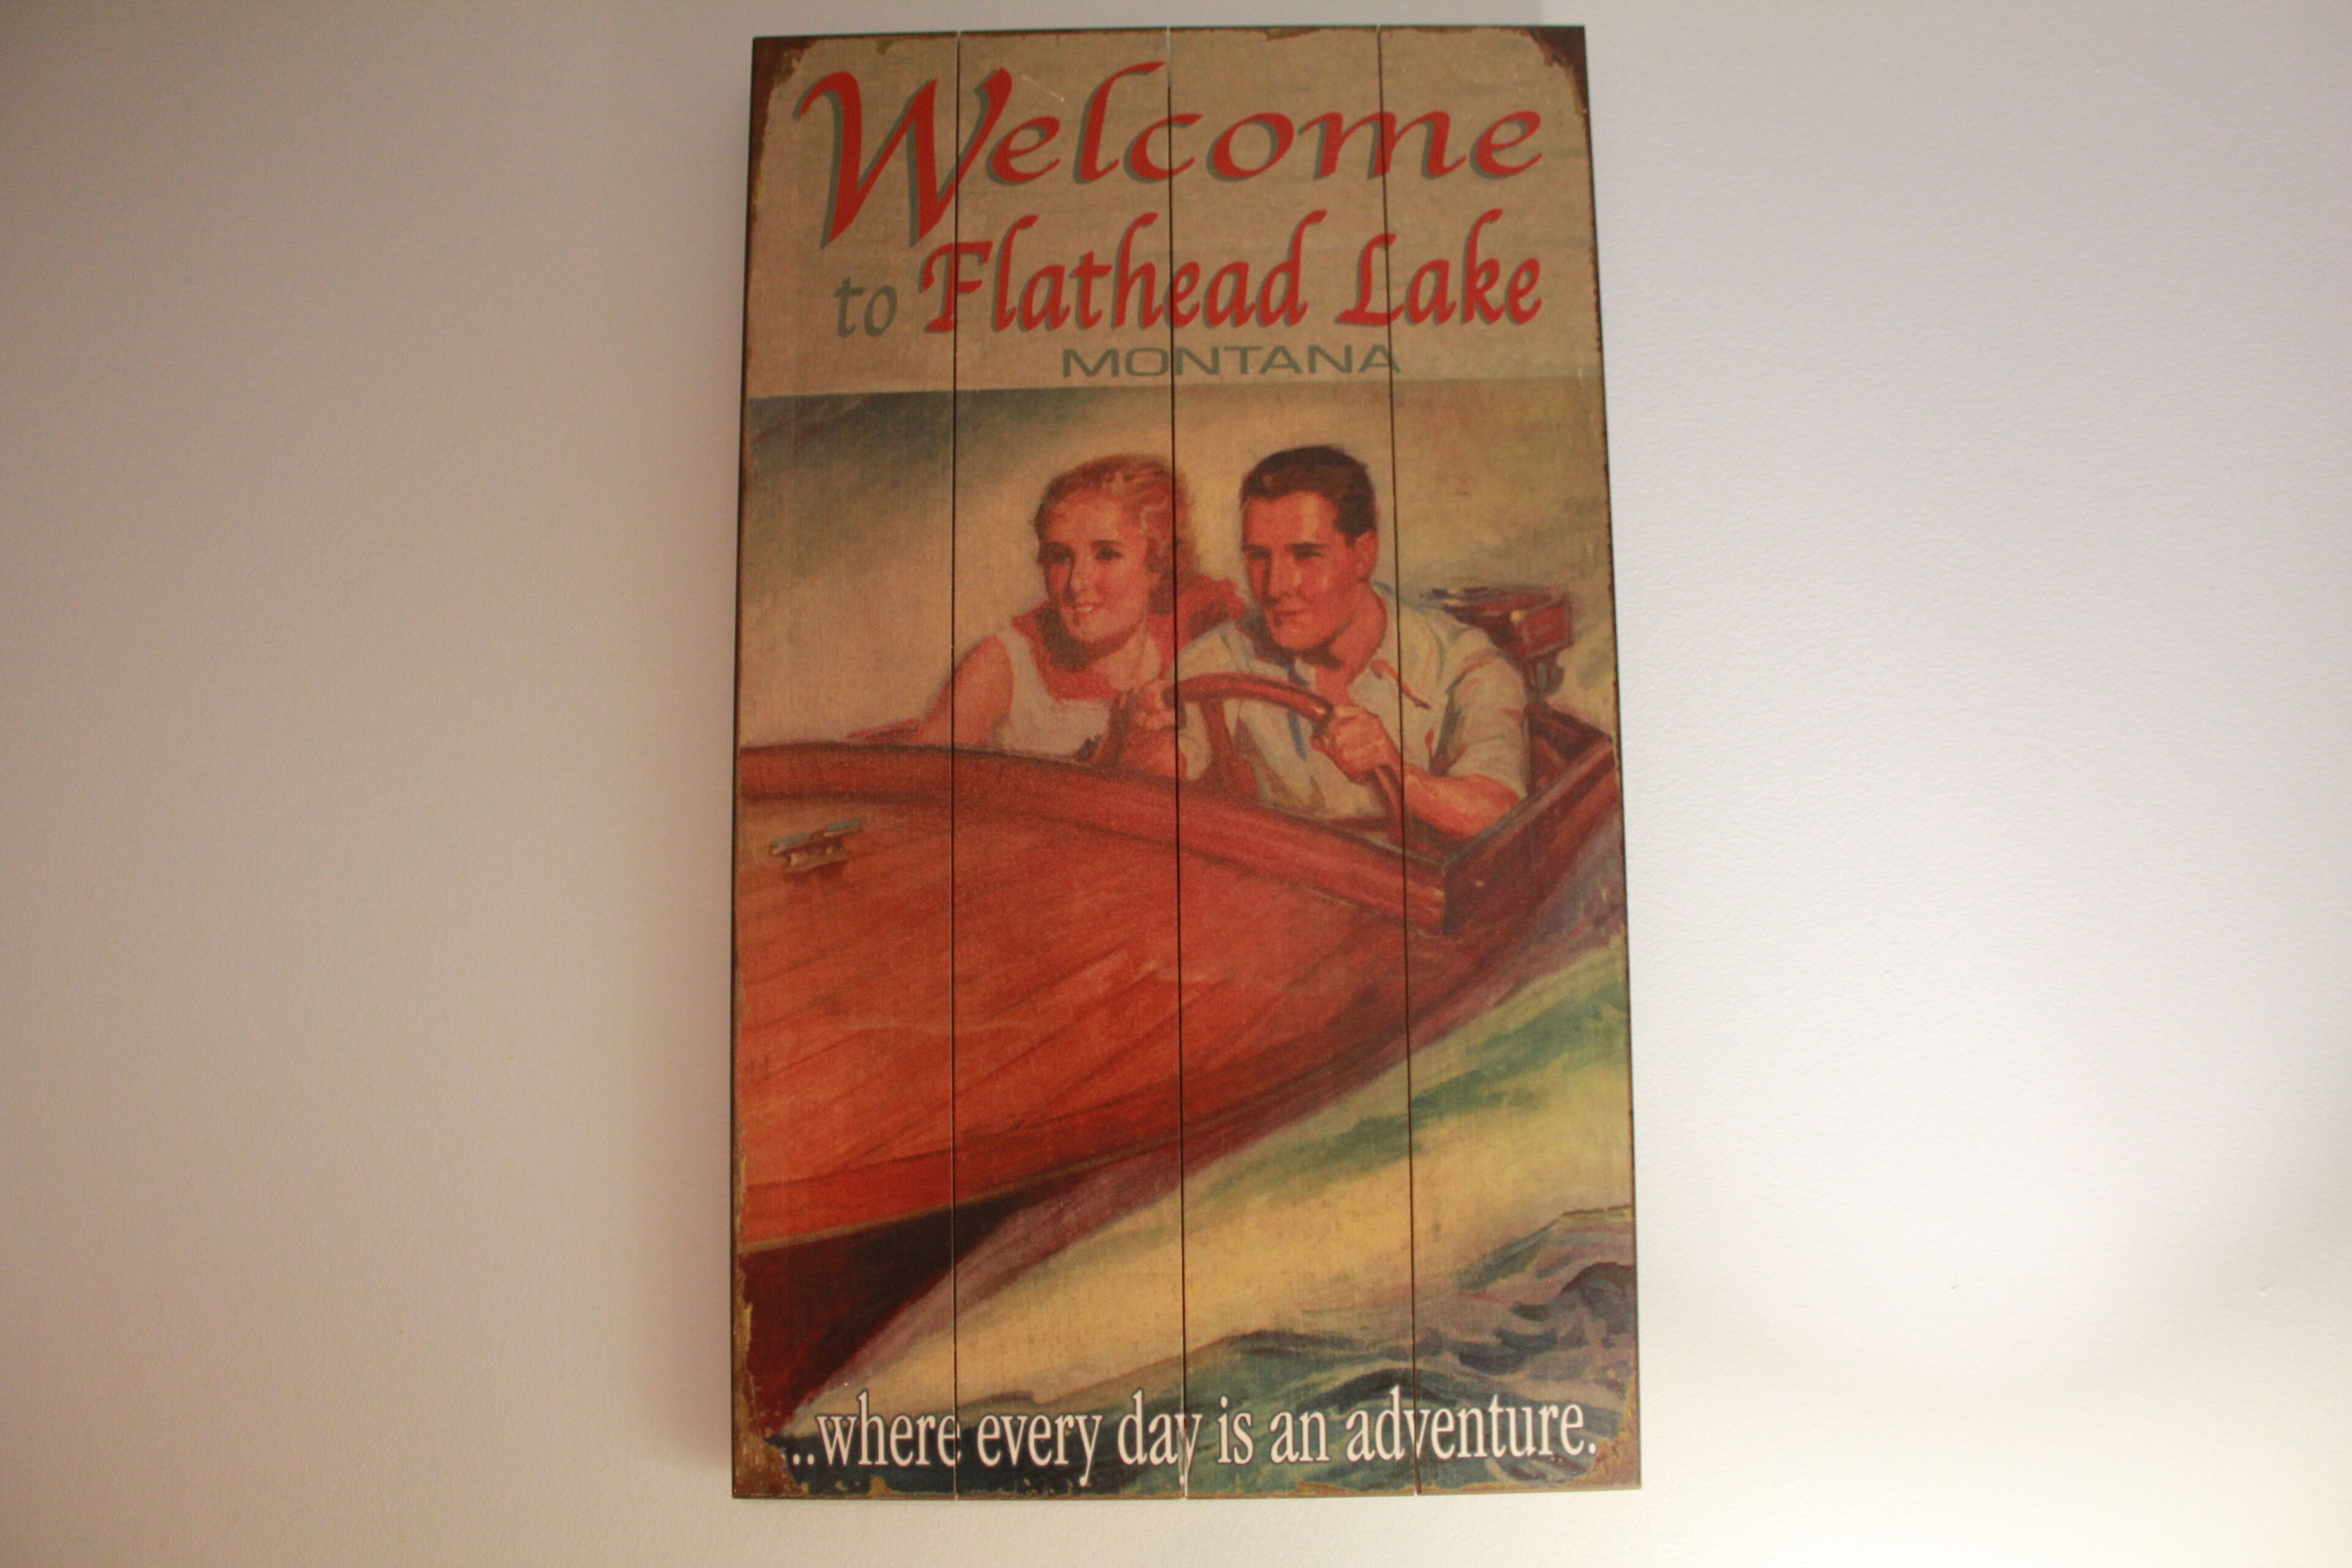 Welcome
to Flathead Lake
MONTANA
..where every day is an adventure.